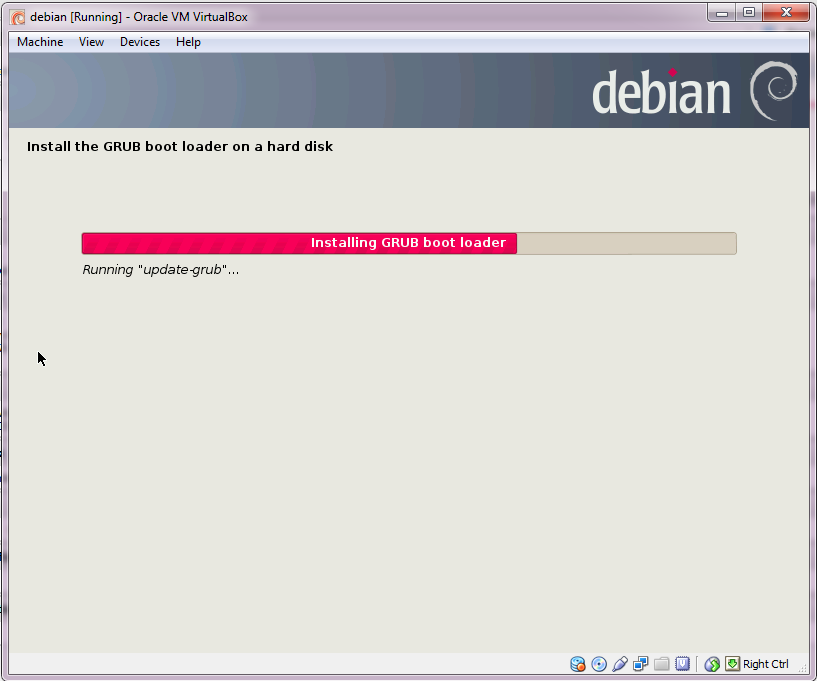 debian [Running] - Oracle VM VirtualBox
Machine View Devices Help
debian
Install the GRUB boot loader on a hard disk
Installing GRUB boot loader
Running "update-grub"...
Right Ctrl